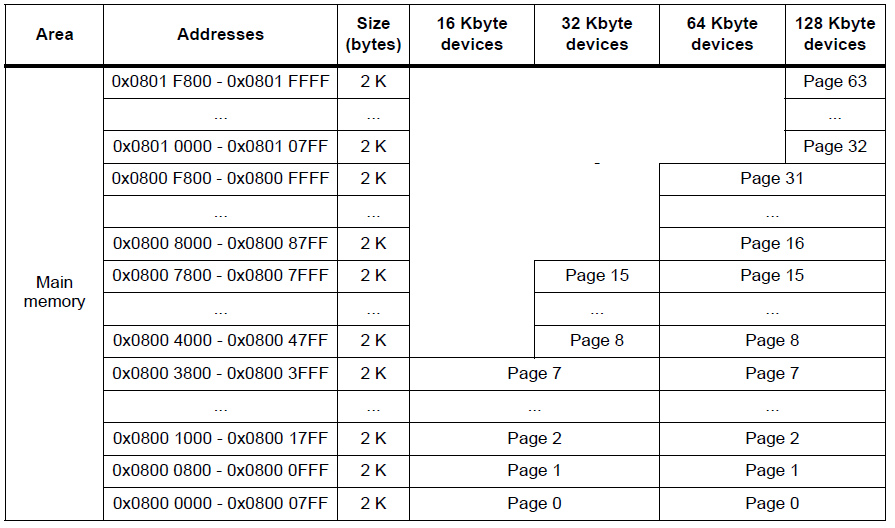 Area Addresses Size (bytes) 16 Kbyte devices 32 Kbyte devices 64 Kbyte devices 128 Kbyte devices
Main memory
0x0801 F800 - 0x0801 FFFF 2 K Page 63
... ... ...
0x0801 0000 - 0x0801 07FF 2 K - Page 32
0x0800 F800 - 0x0800 FFFF 2 K Page 31
... ... ...
0x0800 8000 - 0x0800 87FF 2 K Page 16
0x0800 7800 - 0x0800 7FFF 2 K Page 15 Page 15
... ... ... ...
0x0800 4000 - 0x0800 47FF 2 K Page 8 Page 8
0x0800 3800 - 0x0800 3FFF 2 K Page 7 Page 7
... ... ... ...
0x0800 1000 - 0x0800 17FF 2 K Page 2 Page 2
0x0800 0800 - 0x0800 0FFF 2 K Page 1 Page 1
0x0800 0000 - 0x0800 07FF 2 K Page 0 Page 0